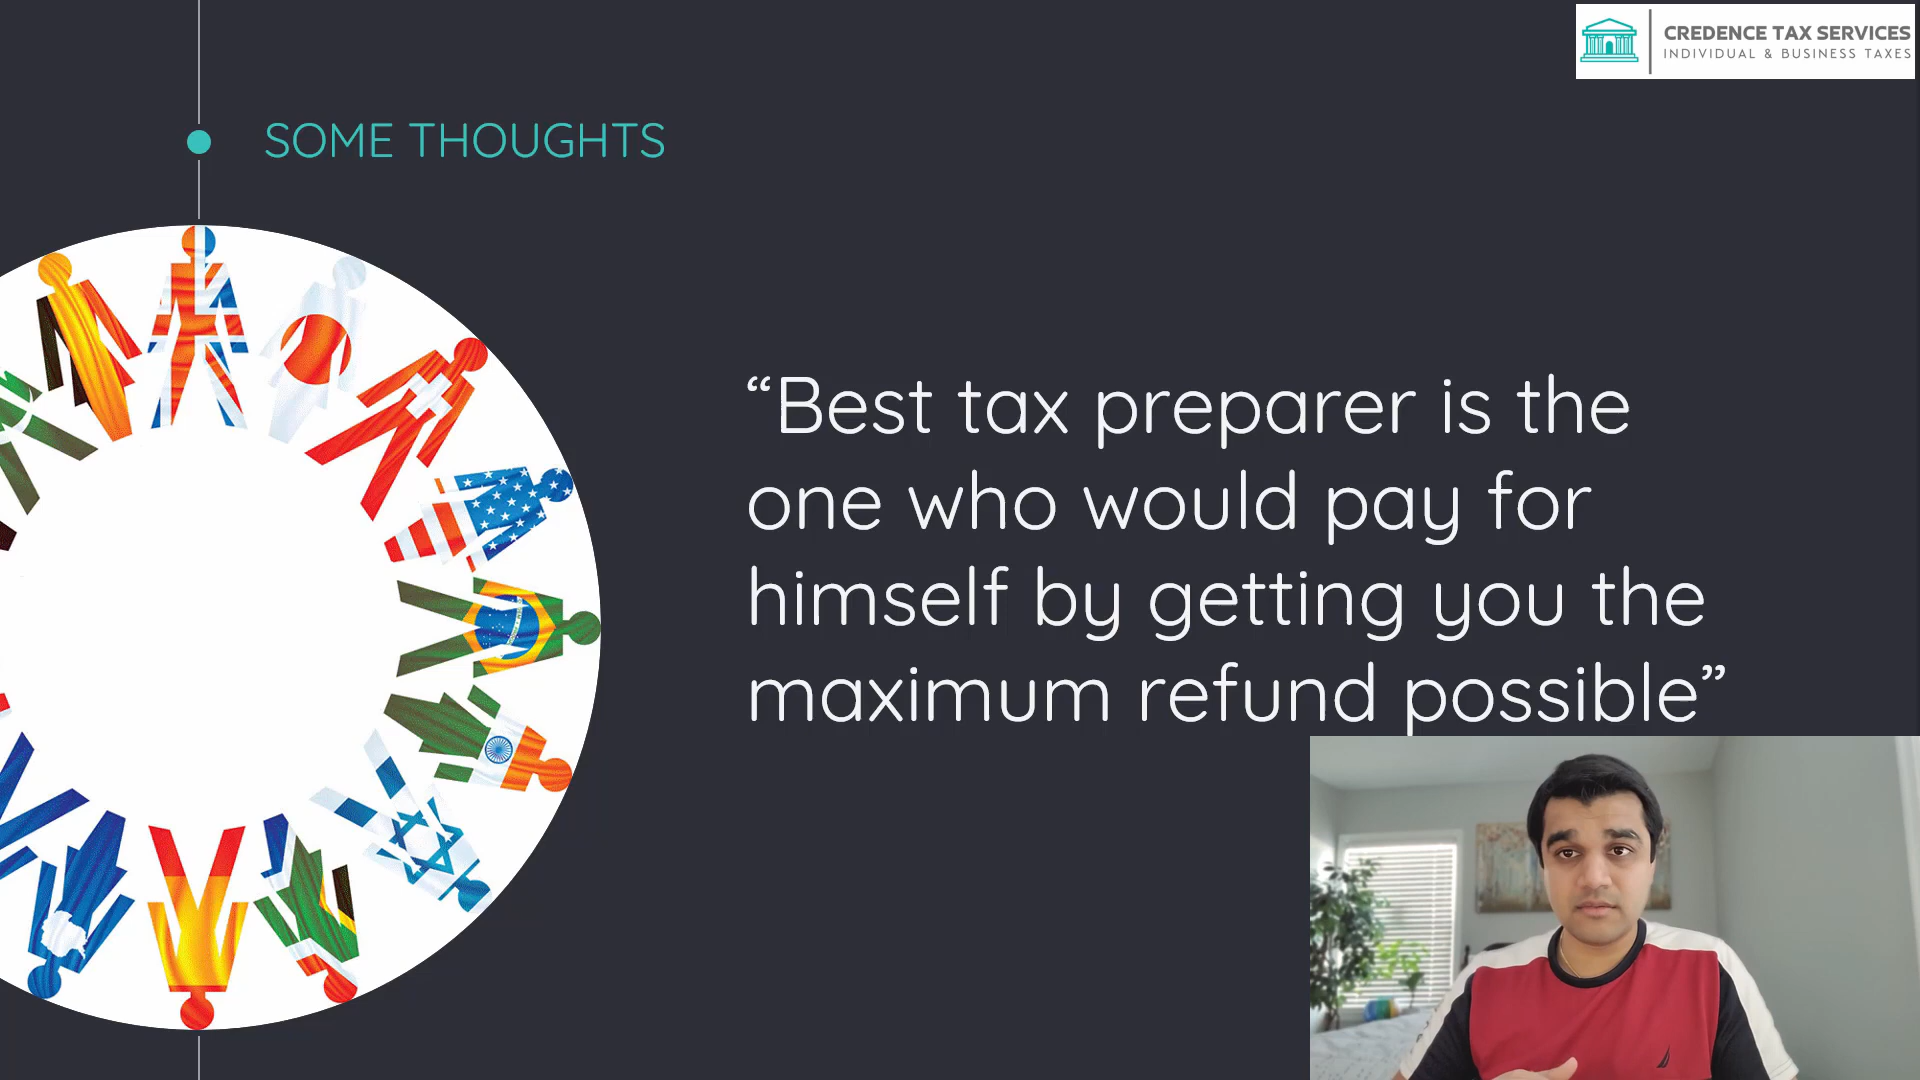 CREDENCE TAX SERVICES
INDIVIDUAL & BUSINESS TAXES
SOME THOUGHTS
“Best tax preparer is the
one who would pay for
himself by getting you the
maximum refund possible”